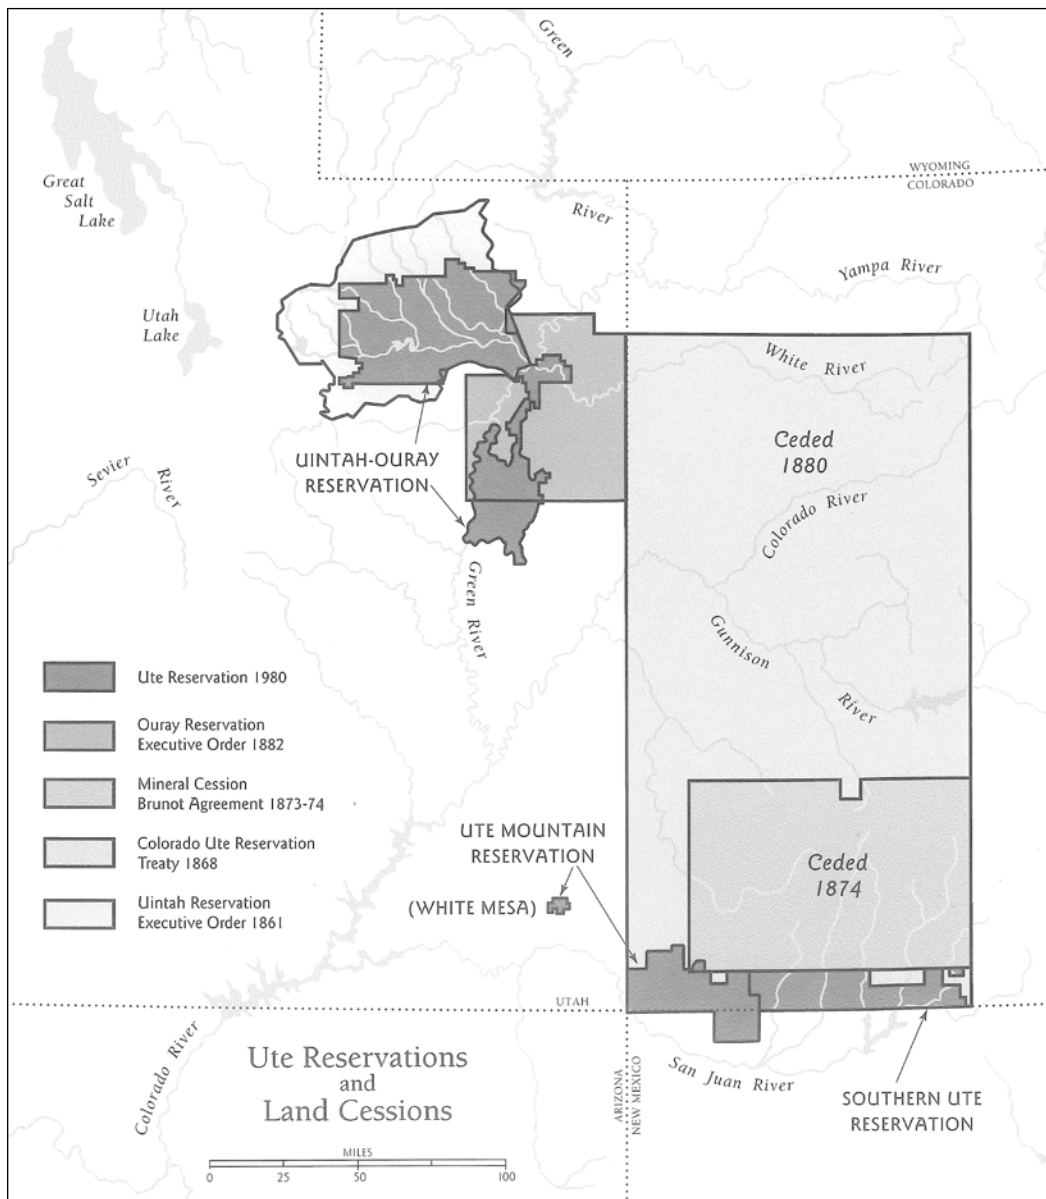 Green
WYOMING
COLORADO
Great
Salt
Lake
River
Yampa River
Utah
Lake
White River
Ceded
1880
UINTAH-OURAY
RESERVATION
Sevier
River
Colorado River
Green River
Gunnison
River
Ute Reservation 1980
Ouray Reservation
Executive Order 1882
Mineral Cession
Brunot Agreement 1873-74
Colorado Ute Reservation
Treaty 1868
Uintah Reservation
Executive Order 1861
UTE MOUNTAIN
RESERVATION
(WHITE MESA)
Ceded
1874
UTAH
Colorado River
Ute Reservations
and
Land Cessions
MILES
0 25 50 100
ARIZONA
NEW MEXICO
San Juan River
SOUTHERN UTE
RESERVATION